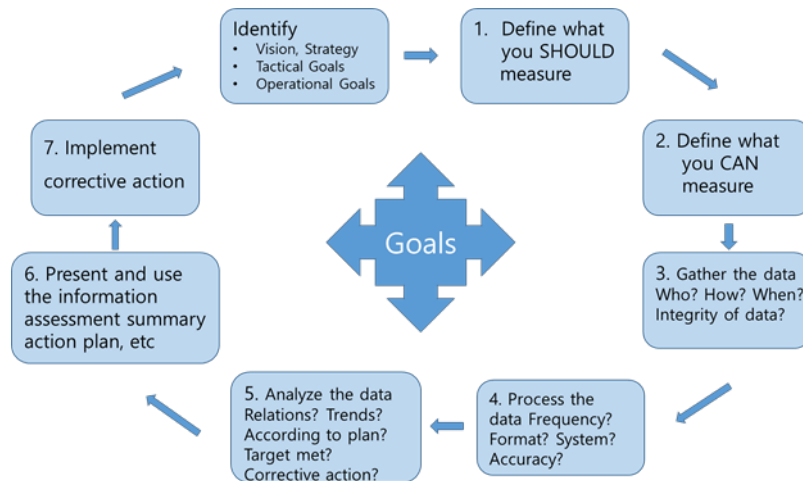 Identify
• Vision, Strategy
• Tactical Goals
• Operational Goals
1. Define what
you SHOULD
measure
2. Define what
you CAN
measure
3. Gather the data
Who? How? When?
Integrity of data?
4. Process the
data Frequency?
Format? System?
Accuracy?
5. Analyze the data
Relations? Trends?
According to plan?
Target met?
Corrective action?
6. Present and use
the information
assessment summary
action plan, etc
7. Implement
corrective action
Goals